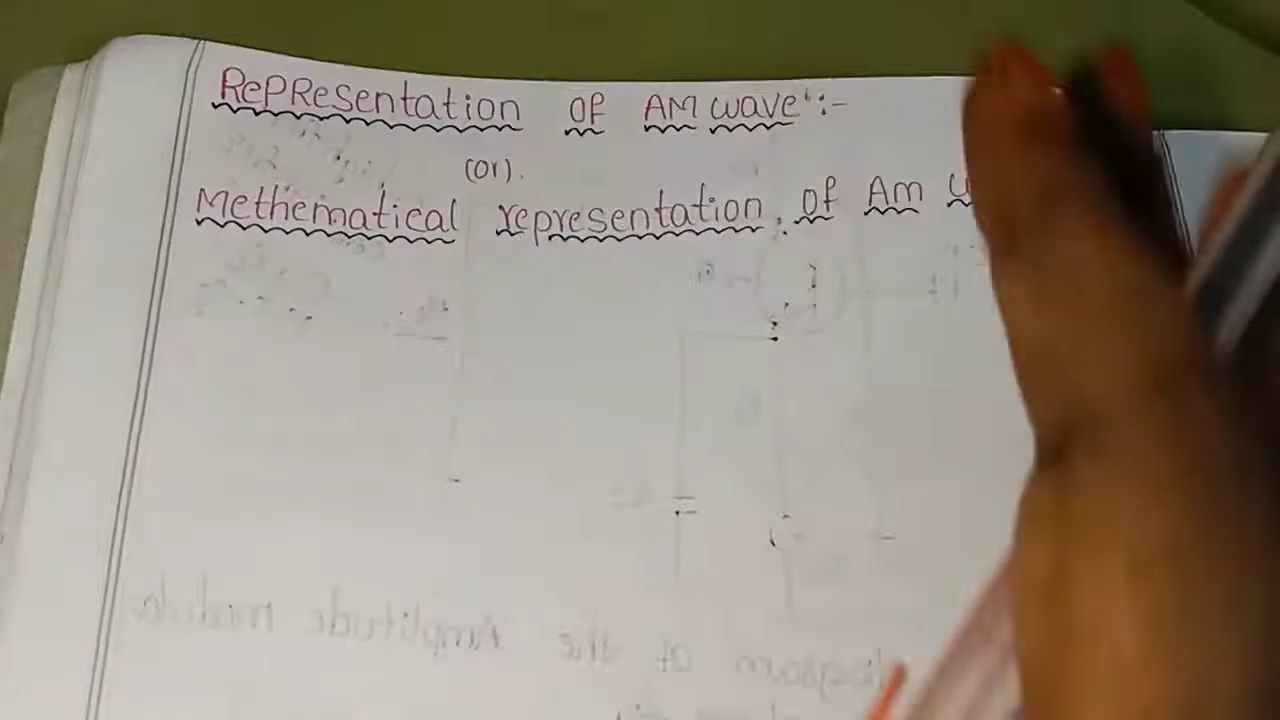 RePResentation of AM wave :-
(or).
Methematical representation of Am